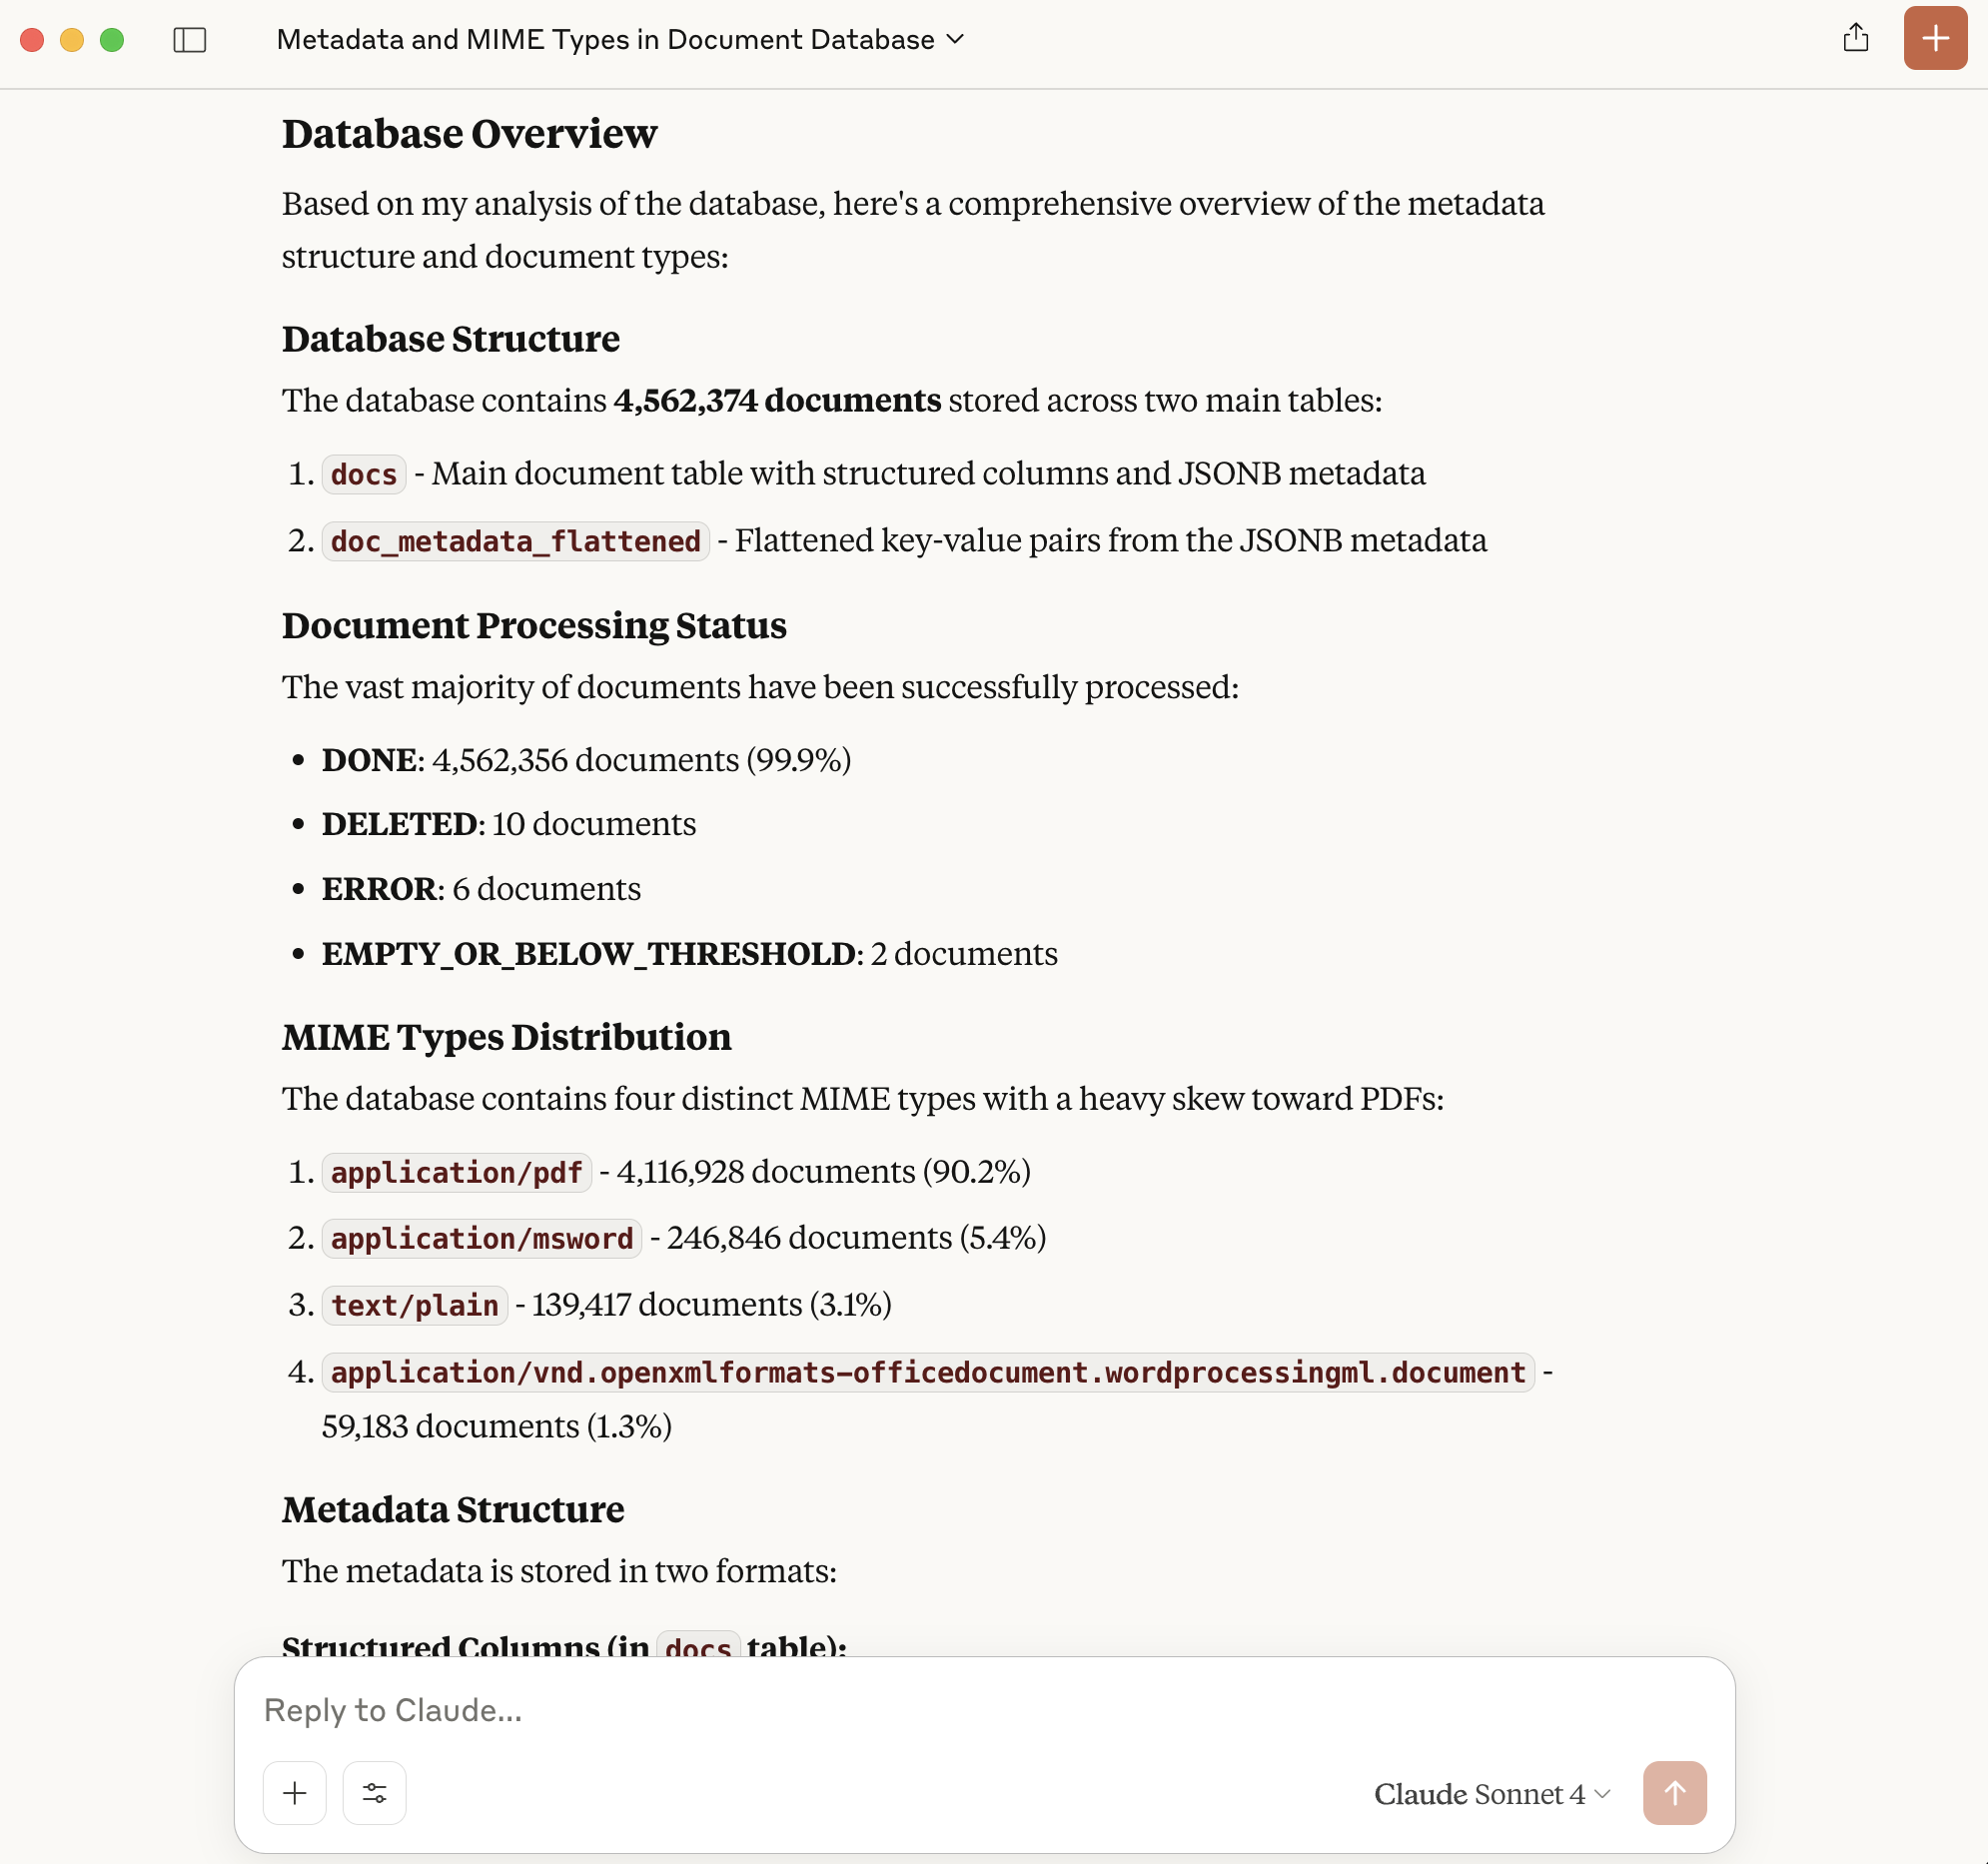 Metadata and MIME Types in Document Database
Database Overview
Based on my analysis of the database, here's a comprehensive overview of the metadata
structure and document types:
Database Structure
The database contains 4,562,374 documents stored across two main tables:
1. docs - Main document table with structured columns and JSONB metadata
2. doc_metadata_flattened - Flattened key-value pairs from the JSONB metadata
Document Processing Status
The vast majority of documents have been successfully processed:
• DONE: 4,562,356 documents (99.9%)
• DELETED: 10 documents
• ERROR: 6 documents
• EMPTY_OR_BELOW_THRESHOLD: 2 documents
MIME Types Distribution
The database contains four distinct MIME types with a heavy skew toward PDFs:
1. application/pdf - 4,116,928 documents (90.2%)
2. application/msword - 246,846 documents (5.4%)
3. text/plain - 139,417 documents (3.1%)
4. application/vnd.openxmlformats-officedocument.wordprocessingml.document -
59,183 documents (1.3%)
Metadata Structure
The metadata is stored in two formats:
Structured Columns (in docs table):
Reply to Claude...
Claude Sonnet 4